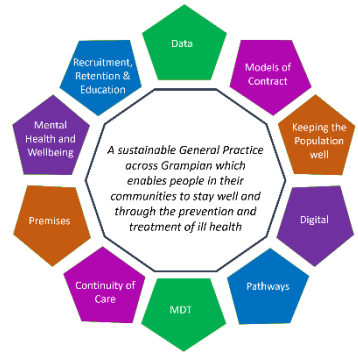 Data
Models of
Contract
Keeping the
Population
well
Digital
Pathways
MDT
Continuity of
Care
Premises
Mental
Health and
Wellbeing
Recruitment,
Retention &
Education
A sustainable General Practice
across Grampian which
enables people in their
communities to stay well and
through the prevention and
treatment of ill health